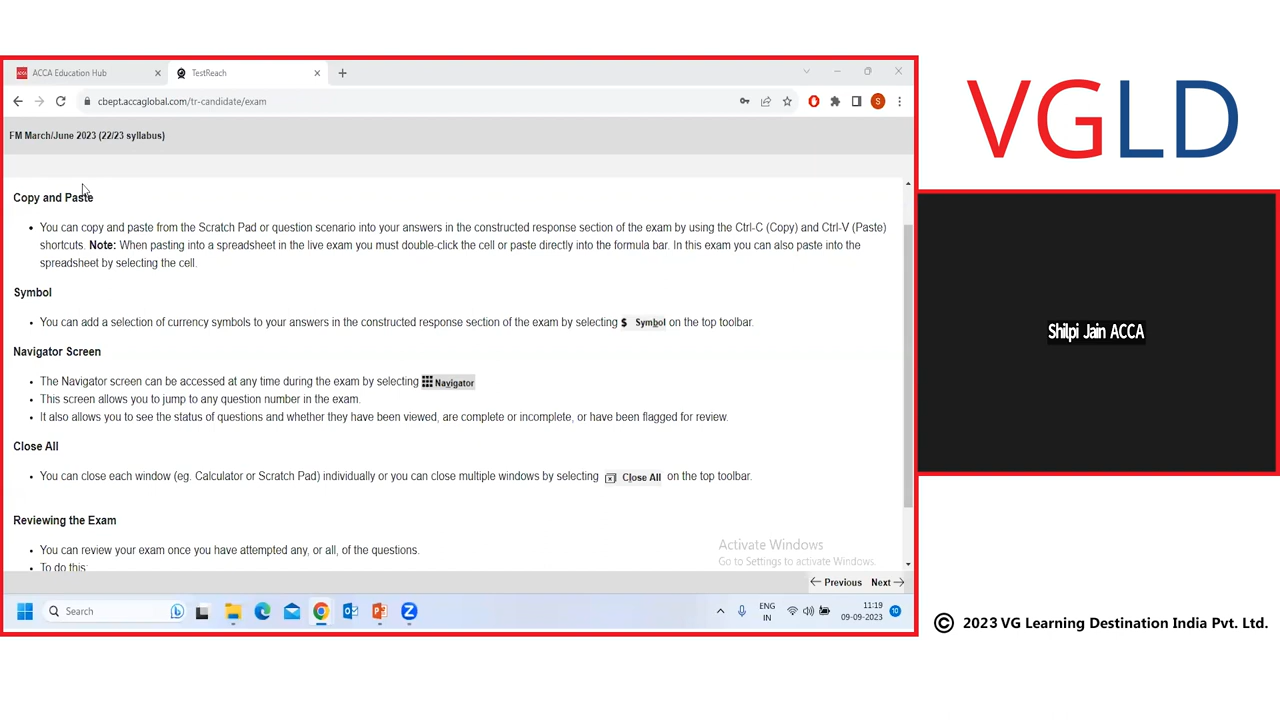 ACCA Education Hub
TestReach
cbept.accaglobal.com/tr-candidate/exam
S
FM March/June 2023 (22/23 syllabus)
Copy and Paste
• You can copy and paste from the Scratch Pad or question scenario into your answers in the constructed response section of the exam by using the Ctrl-C (Copy) and Ctrl-V (Paste)
shortcuts. Note: When pasting into a spreadsheet in the live exam you must double-click the cell or paste directly into the formula bar. In this exam you can also paste into the
spreadsheet by selecting the cell.
Symbol
• You can add a selection of currency symbols to your answers in the constructed response section of the exam by selecting $ Symbol on the top toolbar.
Navigator Screen
• The Navigator screen can be accessed at any time during the exam by selecting Navigator
• This screen allows you to jump to any question number in the exam.
• It also allows you to see the status of questions and whether they have been viewed, are complete or incomplete, or have been flagged for review.
Close All
• You can close each window (eg. Calculator or Scratch Pad) individually or you can close multiple windows by selecting Close All on the top toolbar.
Reviewing the Exam
• You can review your exam once you have attempted any, or all, of the questions.
• To do this:
Activate Windows
Go to Settings to activate Windows.
Previous Next
Search
ENG
IN
11:19
09-09-2023
10
VGLD
Shilpi Jain ACCA
© 2023 VG Learning Destination India Pvt. Ltd.